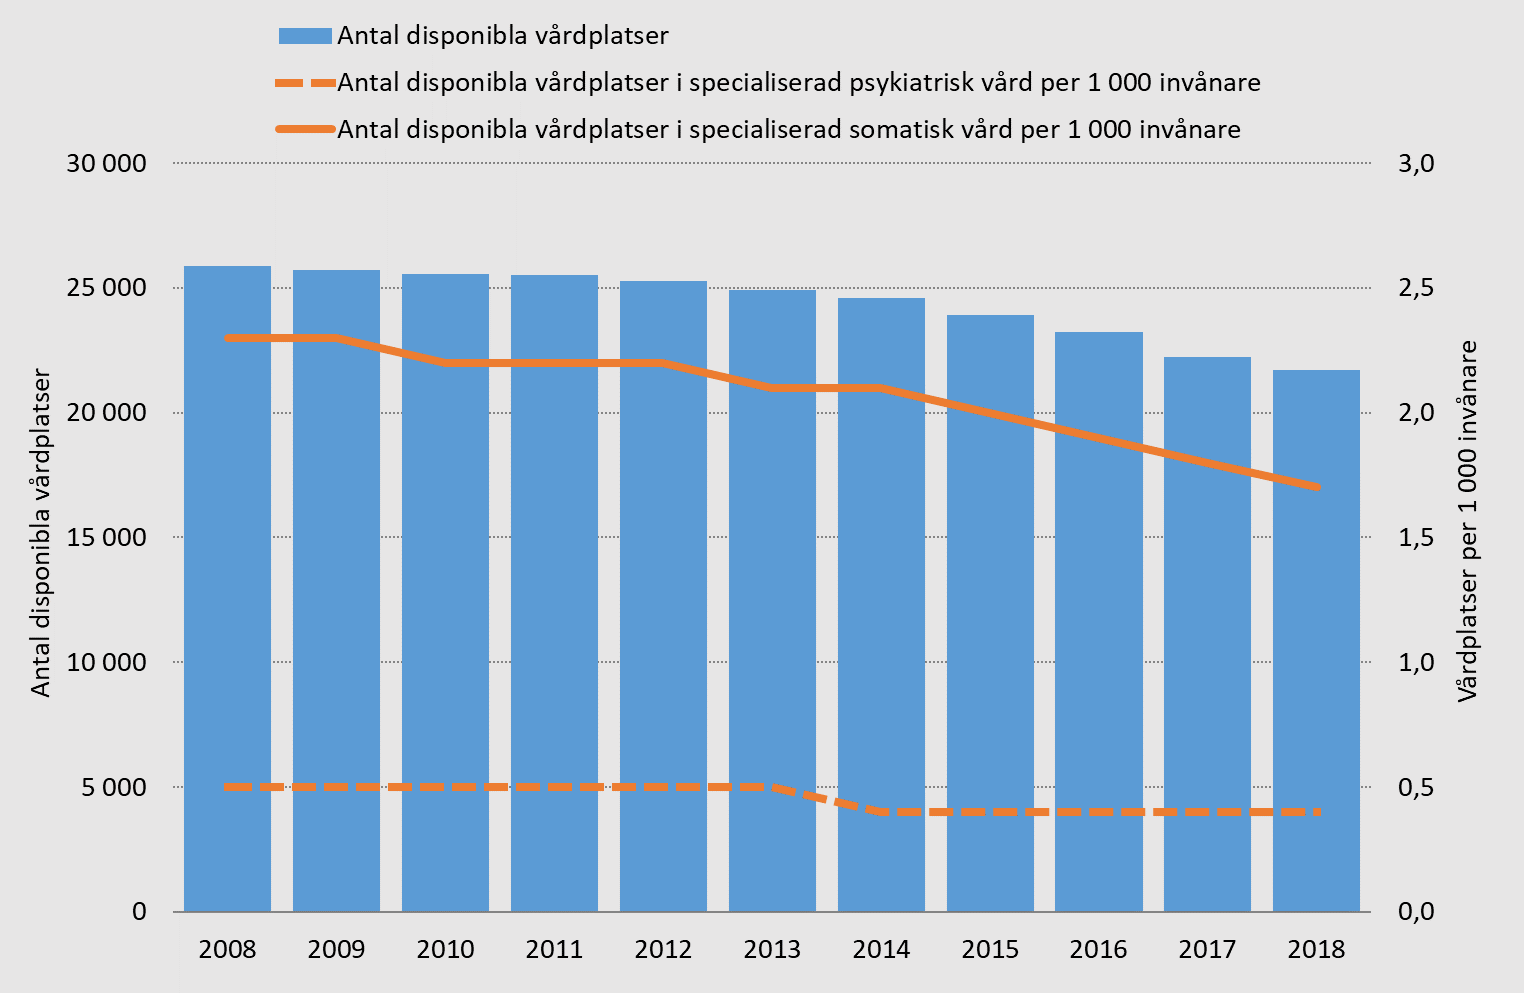 Antal disponibla vårdplatser
Antal disponibla vårdplatser i specialiserad psykiatrisk vård per 1 000 invånare
Antal disponibla vårdplatser i specialiserad somatisk vård per 1 000 invånare
30 000
25 000
20 000
15 000
10 000
5 000
0
Antal disponibla vårdplatser
3,0
2,5
2,0
1,5
1,0
0,5
0,0
Vårdplatser per 1 000 invånare
2008 2009 2010 2011 2012 2013 2014 2015 2016 2017 2018